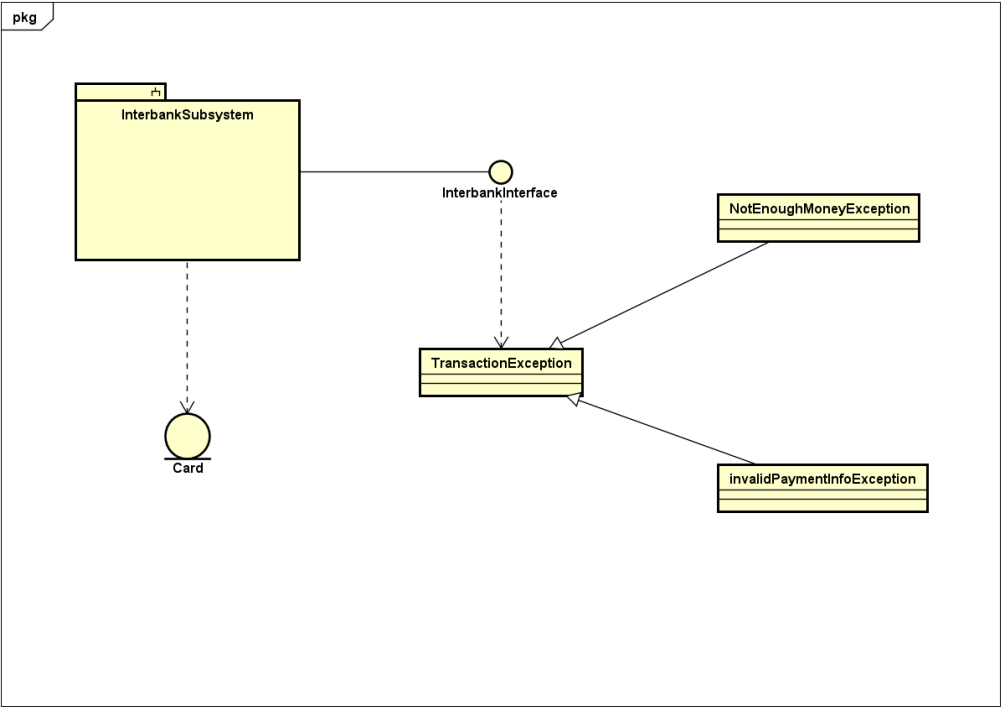 pkg
InterbankSubsystem
InterbankInterface
NotEnoughMoneyException
TransactionException
Card
invalidPaymentInfoException